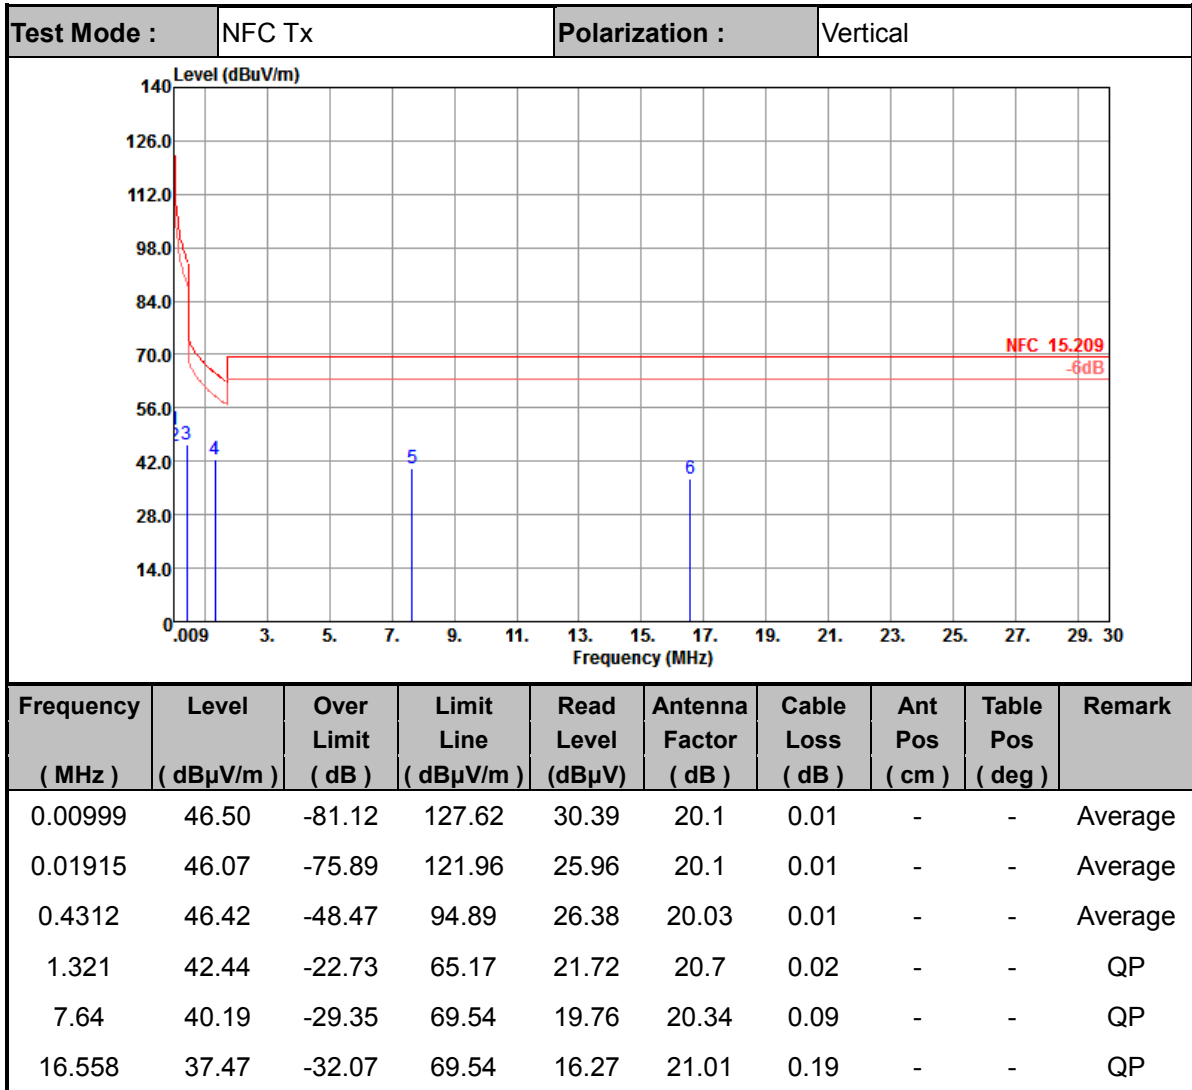 Test Mode : NFC Tx Polarization : Vertical
Level (dBuV/m)
140
126.0
112.0
98.0
84.0
70.0
56.0
42.0
28.0
14.0
0
NFC 15.209
-6dB
1
2 3
4
5
6
.009 3. 5. 7. 9. 11. 13. 15. 17. 19. 21. 23. 25. 27. 29. 30
Frequency (MHz)
Frequency Level Over Limit Read Antenna Cable Ant Table Remark
Limit Line Level Factor Loss Pos Pos
( MHz ) ( dBµV/m ) ( dB ) ( dBµV/m ) (dBµV) ( dB ) ( dB ) ( cm ) ( deg )
0.00999 46.50 -81.12 127.62 30.39 20.1 0.01 - - Average
0.01915 46.07 -75.89 121.96 25.96 20.1 0.01 - - Average
0.4312 46.42 -48.47 94.89 26.38 20.03 0.01 - - Average
1.321 42.44 -22.73 65.17 21.72 20.7 0.02 - - QP
7.64 40.19 -29.35 69.54 19.76 20.34 0.09 - - QP
16.558 37.47 -32.07 69.54 16.27 21.01 0.19 - - QP